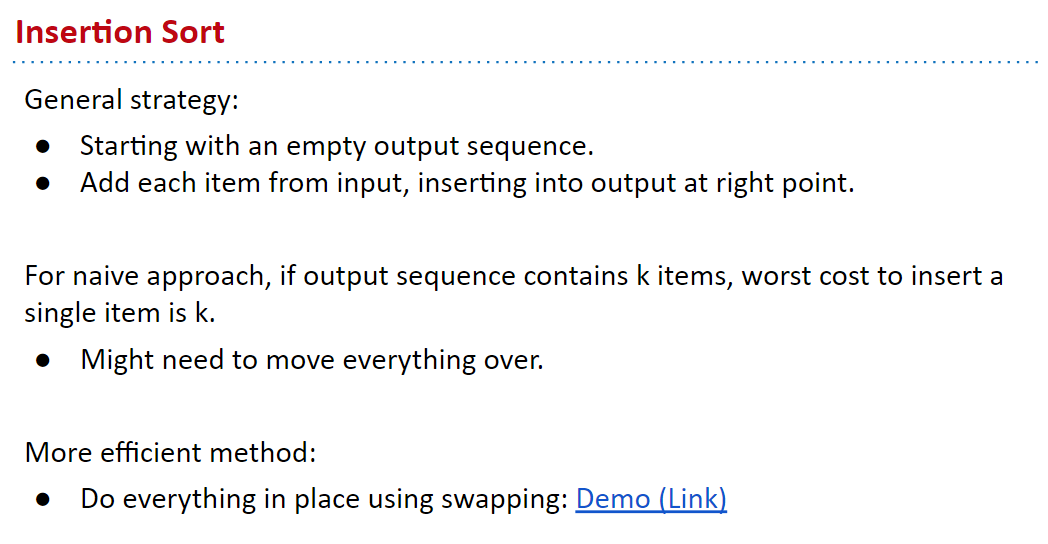 Insertion Sort
General strategy:
● Starting with an empty output sequence.
● Add each item from input, inserting into output at right point.
For naive approach, if output sequence contains k items, worst cost to insert a
single item is k.
● Might need to move everything over.
More efficient method:
● Do everything in place using swapping: Demo (Link)